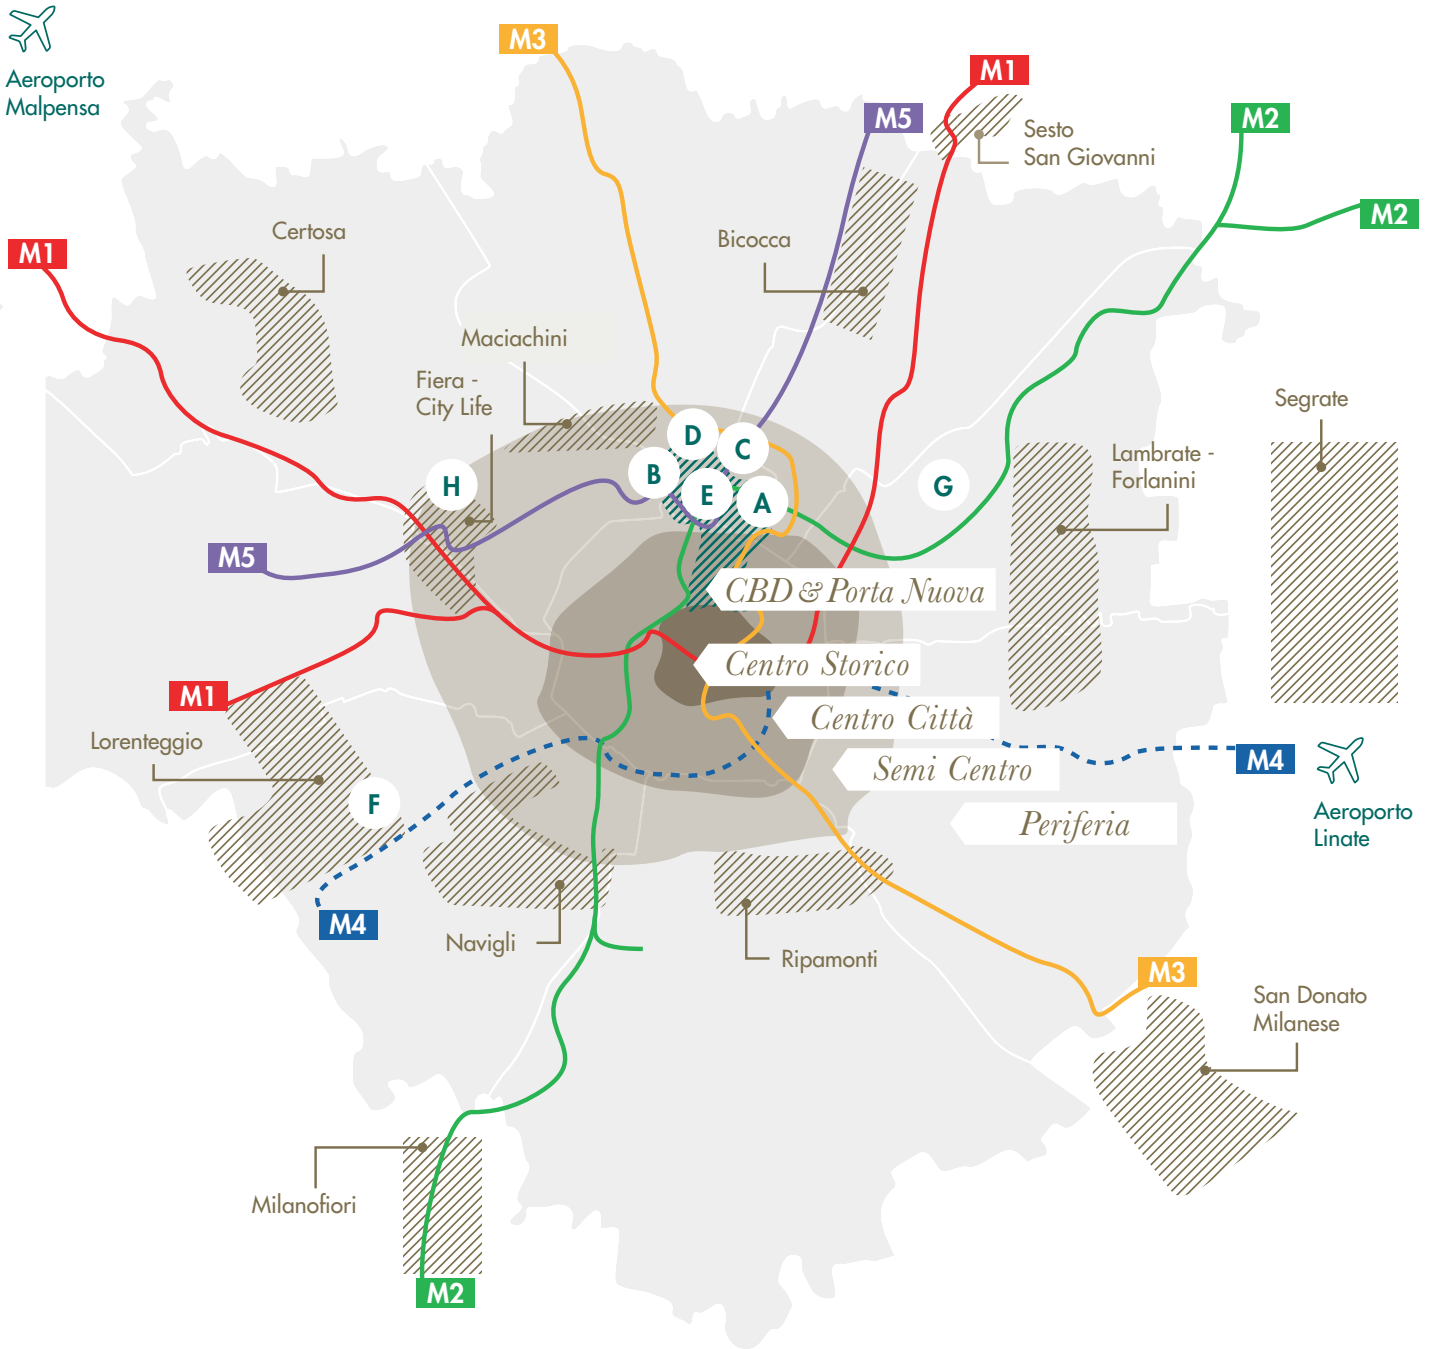 Aeroporto
Malpensa
M3
M1
M5
M2
Sesto
San Giovanni
M2
Certosa
M1
Bicocca
Maciachini
Fiera -
City Life
Segrate
D
C
Lambrate -
Forlanini
B
H
E
A
G
M5
CBD & Porta Nuova
Centro Storico
M1
Centro Città
Lorenteggio
Semi Centro
M4
F
Aeroporto
Linate
Periferia
M4
Navigli
Ripamonti
M3
San Donato
Milanese
Milanofiori
M2